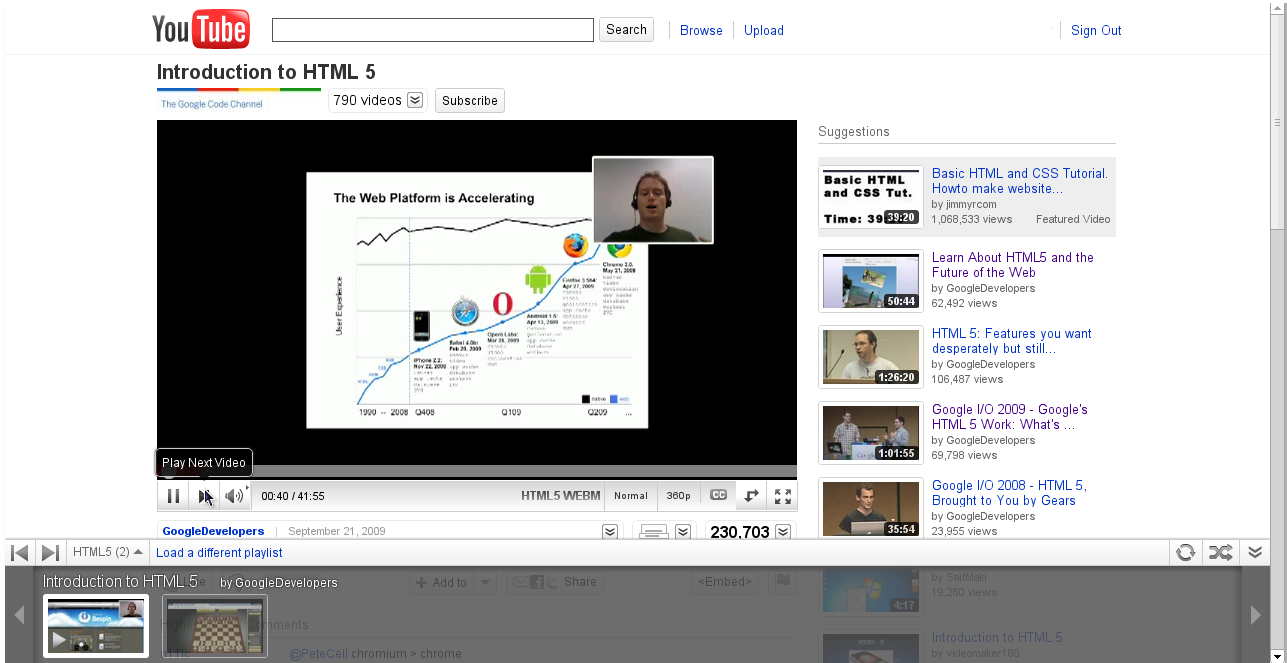 YouTube
Search
Browse
Upload
Sign Out
Introduction to HTML 5
The Google Code Channel
790 videos
Subscribe
The Web Platform is Accelerating
User Experience
Chrome 2.0:
May 21, 2009
Firefox 3.5b4:
Apr 27, 2009
Android 1.5:
Apr 13, 2009
Opera Labs:
Mar 26, 2009
Safari 4.0b:
Feb 20, 2009
iPhone 2.2:
Nov 22, 2008
native
web
1990 -- 2008 Q408 Q109 Q209 ...
Play Next Video
00:40 / 41:55
HTML5 WEBM
Normal
360p
CC
GoogleDevelopers
September 21, 2009
230,703
Suggestions
Basic HTML
and CSS Tut.
Time: 39
39:20
Basic HTML and CSS Tutorial.
Howto make website...
by jimmyrcom
1,068,533 views
Featured Video
50:44
Learn About HTML5 and the
Future of the Web
by GoogleDevelopers
62,492 views
1:26:20
HTML 5: Features you want
desperately but still...
by GoogleDevelopers
106,487 views
1:01:55
Google I/O 2009 - Google's
HTML 5 Work: What's ...
by GoogleDevelopers
69,798 views
35:54
Google I/O 2008 - HTML 5,
Brought to You by Gears
by GoogleDevelopers
23,955 views
HTML5 (2)
Load a different playlist
Introduction to HTML 5
by GoogleDevelopers
Add to
Share
<Embed>
Bespin
@PeteCell chromium > chrome
4:17
by SaifMaki
19,280 views
Introduction to HTML 5
by videomaker160